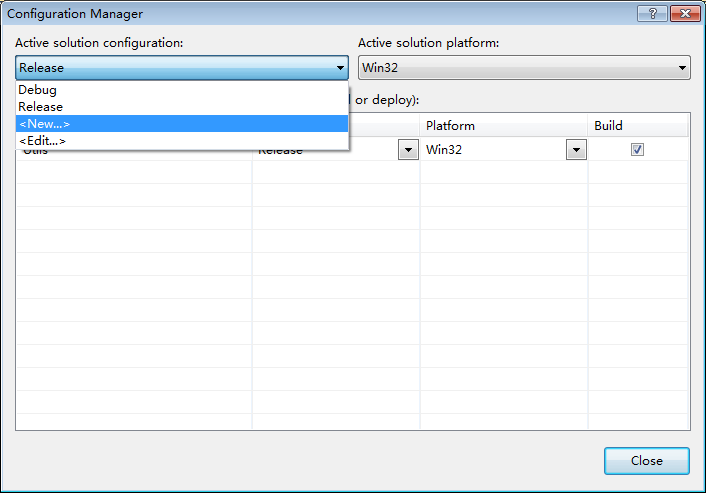 Configuration Manager
Active solution configuration:
Active solution platform:
Release
Win32
Debug
Release
<New...>
<Edit...>
or deploy):
Platform
Build
Utils
Release
Win32
Close